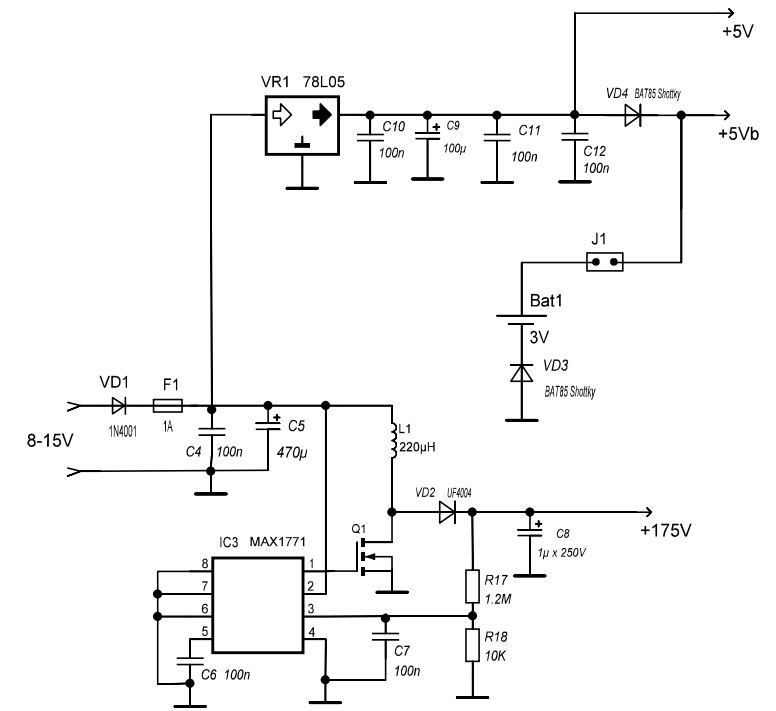 +5V
VR1 78L05
VD4 BAT85 Shottky
+5Vb
C10
100n
C9
100µ
C11
100n
C12
100n
J1
Bat1
3V
VD3
BAT85 Shottky
VD1
1N4001
F1
1A
8-15V
C4 100n
C5
470µ
L1
220µH
VD2 UF4004
+175V
C8
1µ x 250V
Q1
IC3 MAX1771
8 1
7 2
6 3
5 4
R17
1.2M
R18
10K
C6 100n
C7
100n